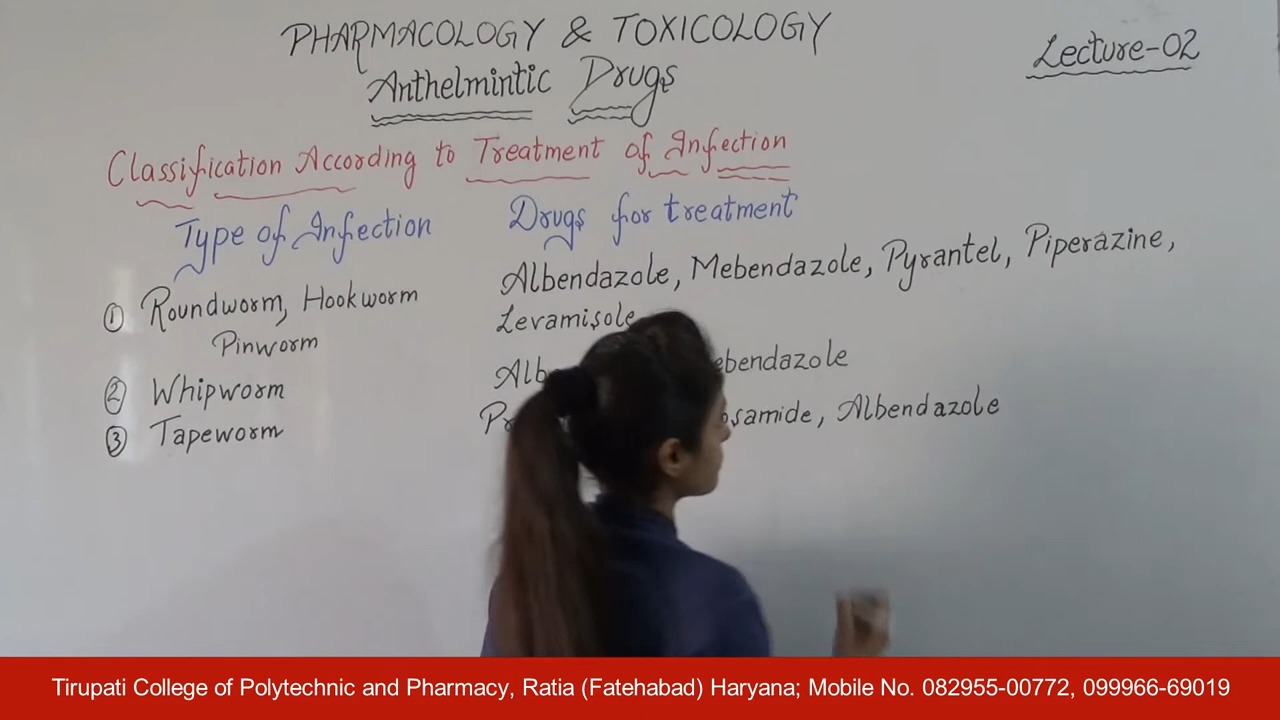 PHARMACOLOGY & TOXICOLOGY
Lecture-02
Anthelmintic Drugs
Classification According to Treatment of Infection
Type of Infection Drugs for treatment
① Roundworm, Hookworm Albendazole, Mebendazole, Pyrantel, Piperazine,
Pinworm Levamisole
② Whipworm
③ Tapeworm Albendazole
Tirupati College of Polytechnic and Pharmacy, Ratia (Fatehabad) Haryana; Mobile No. 082955-00772, 099966-69019